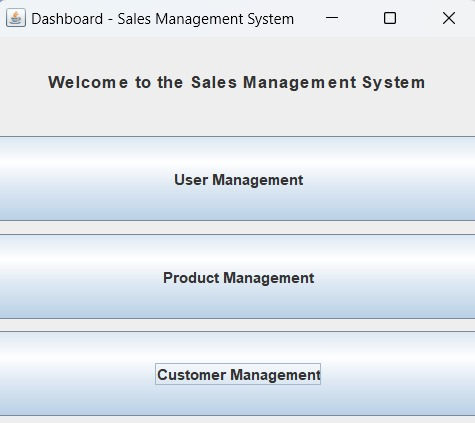 Dashboard - Sales Management System
Welcome to the Sales Management System
User Management
Product Management
Customer Management